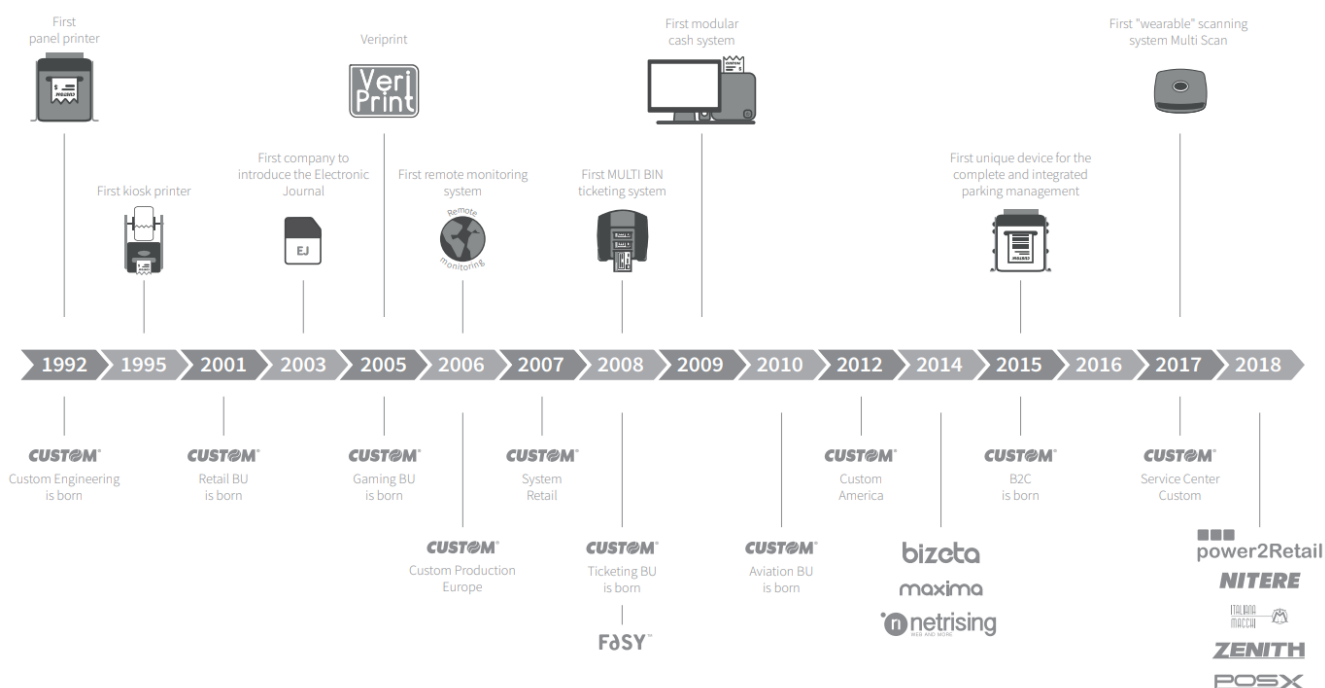 First
panel printer
First kiosk printer
First company to
introduce the Electronic
Journal
EJ
Veriprint
Veri
Print
First remote monitoring
system
Remote
monitoring
First MULTI BIN
ticketing system
First modular
cash system
First unique device for the
complete and integrated
parking management
First "wearable" scanning
system Multi Scan
1992
1995
2001
2003
2005
2006
2007
2008
2009
2010
2012
2014
2015
2016
2017
2018
CUSTOM®
Custom Engineering
is born
CUSTOM®
Retail BU
is born
CUSTOM®
Gaming BU
is born
CUSTOM®
Custom Production
Europe
CUSTOM®
System
Retail
CUSTOM®
Ticketing BU
is born
FASY™
CUSTOM®
Aviation BU
is born
CUSTOM®
Custom
America
bizeta
maxima
n netrising
WEB AND MORE
CUSTOM®
B2C
is born
CUSTOM®
Service Center
Custom
power2Retail
NITERE
ITALIANA
MACCHI
ZENITH
POSX